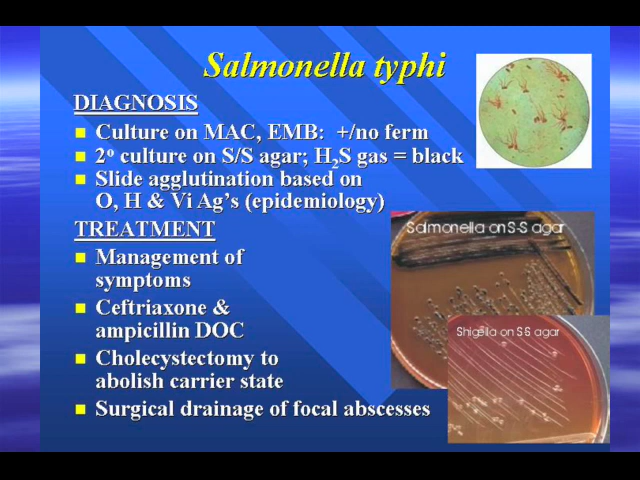 Salmonella typhi
DIAGNOSIS
Culture on MAC, EMB: +/no ferm
2º culture on S/S agar; H₂S gas = black
Slide agglutination based on
O, H & Vi Ag's (epidemiology)
TREATMENT
Management of
symptoms
Ceftriaxone &
ampicillin DOC
Cholecystectomy to
abolish carrier state
Surgical drainage of focal abscesses
Salmonella on S-S agar
Shigella on S-S agar